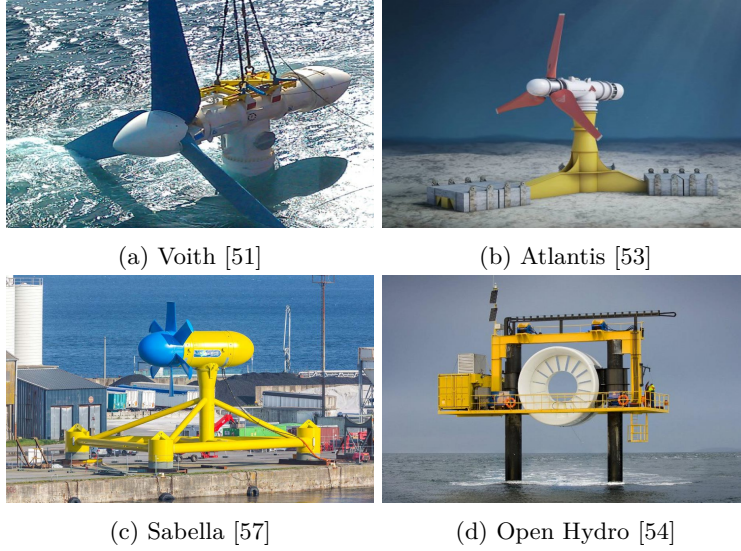 (a) Voith [51]
(b) Atlantis [53]
(c) Sabella [57]
(d) Open Hydro [54]